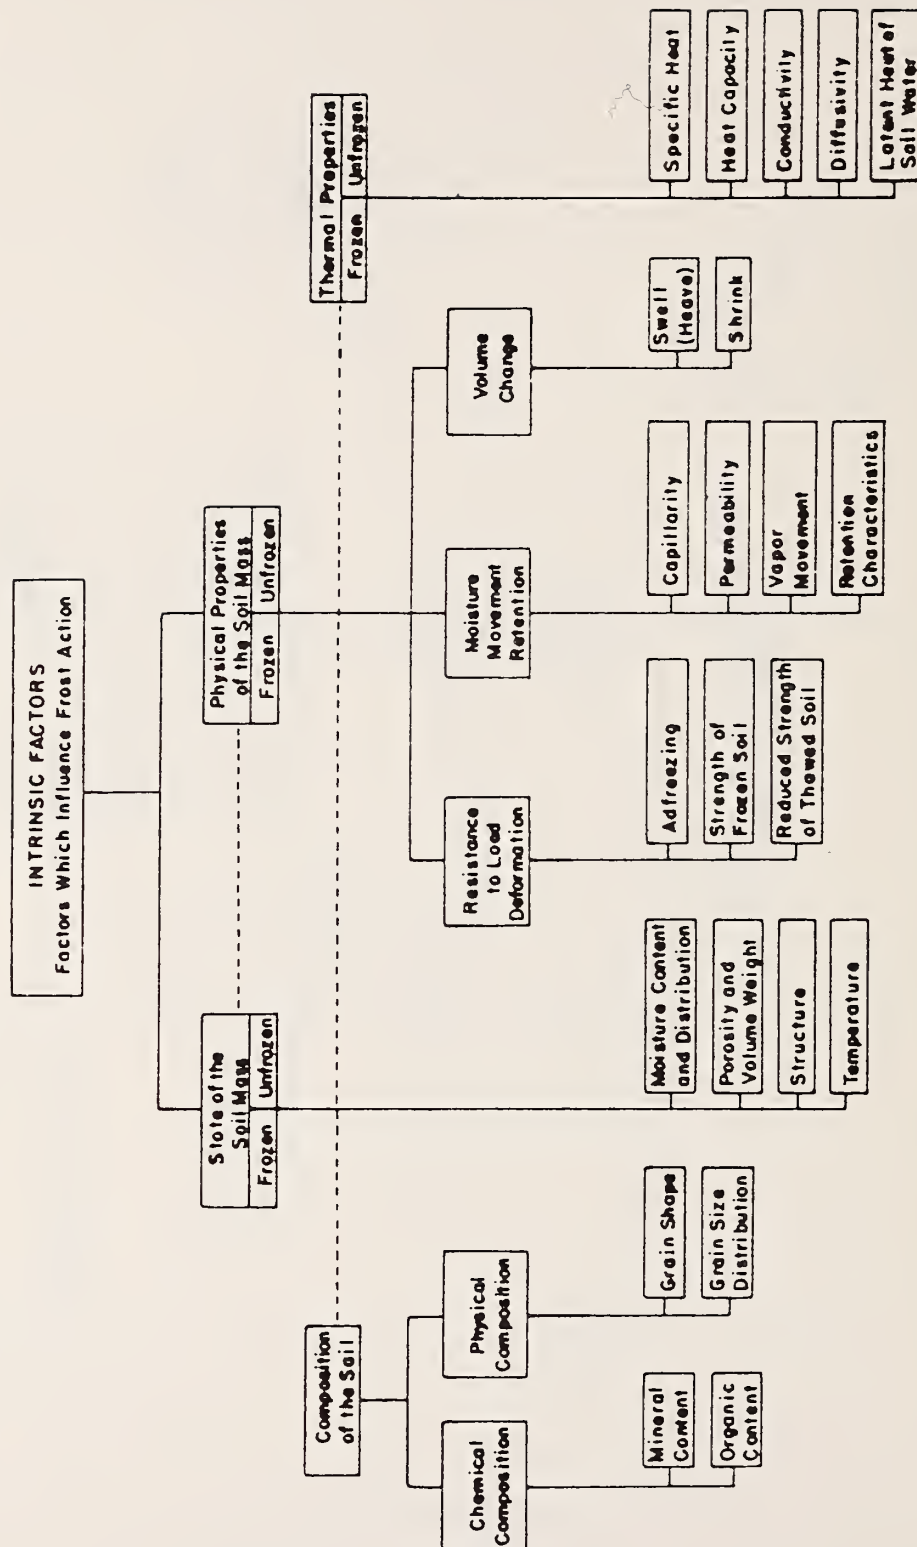 INTRINSIC FACTORS
Factors Which Influence Frost Action
State of the
Soil Mass
Frozen Unfrozen
Physical Properties
of the Soil Mass
Frozen Unfrozen
Composition
of the Soil
Thermal Properties
Frozen Unfrozen
Chemical
Composition
Physical
Composition
Resistance
to Load
Deformation
Moisture
Movement
Retention
Volume
Change
Mineral
Content
Organic
Content
Grain Shape
Grain Size
Distribution
Moisture Content
and Distribution
Porosity and
Volume Weight
Structure
Temperature
Adfreezing
Strength of
Frozen Soil
Reduced Strength
of Thawed Soil
Capillarity
Permeability
Vapor
Movement
Retention
Characteristics
Swell
(Heave)
Shrink
Specific Heat
Heat Capacity
Conductivity
Diffusivity
Latent Heat of
Soil Water